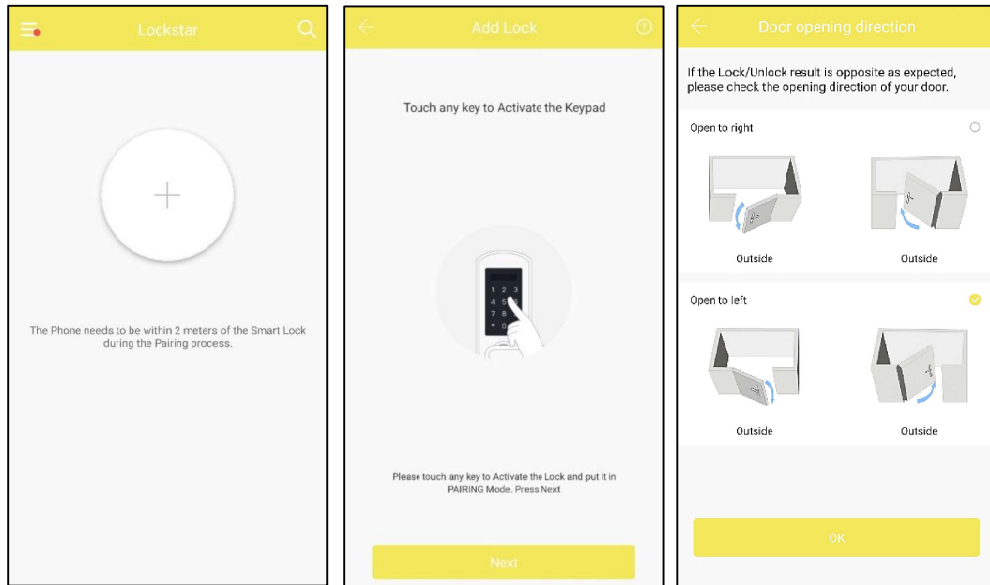 Lockstar
The Phone needs to be within 2 meters of the Smart Lock
during the Pairing process.
Add Lock
Touch any key to Activate the Keypad
1 2 3
4 5 6
7 8
* 0
Please touch any key to Activate the Lock and put it in
PAIRING Mode. Press Next
Next
Door opening direction
If the Lock/Unlock result is opposite as expected,
please check the opening direction of your door.
Open to right
Outside
Outside
Open to left
Outside
Outside
OK